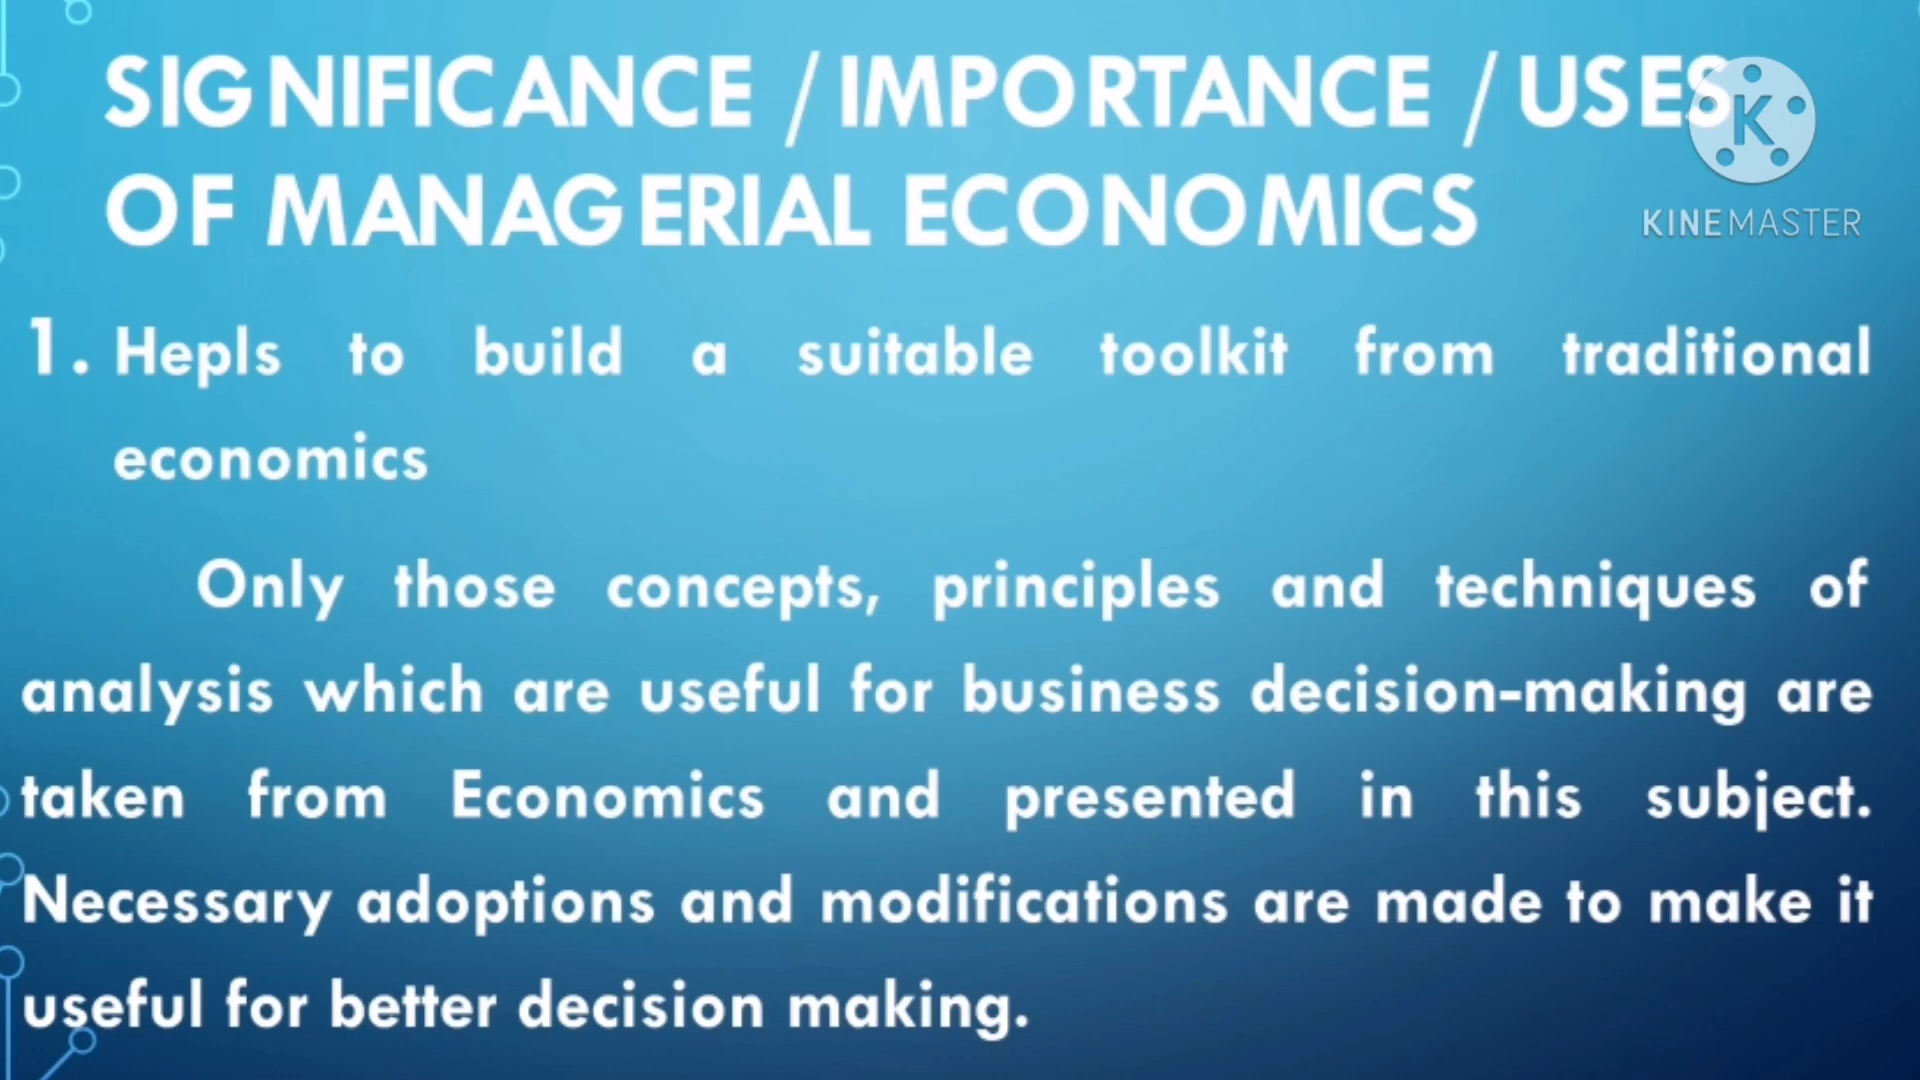 SIGNIFICANCE / IMPORTANCE / USES
OF MANAGERIAL ECONOMICS
K
KINEMASTER
1. Hepls to build a suitable toolkit from traditional
economics
Only those concepts, principles and techniques of
analysis which are useful for business decision-making are
taken from Economics and presented in this subject.
Necessary adoptions and modifications are made to make it
useful for better decision making.